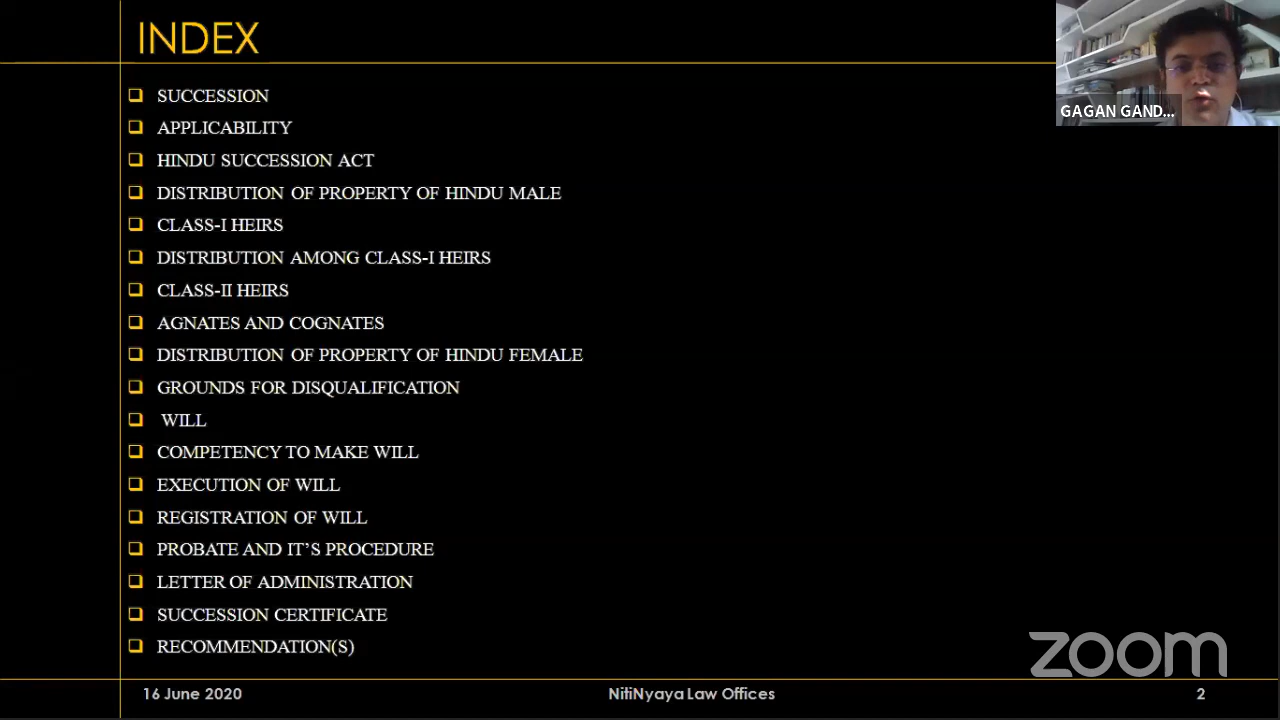 INDEX
GAGAN GAND...
SUCCESSION
APPLICABILITY
HINDU SUCCESSION ACT
DISTRIBUTION OF PROPERTY OF HINDU MALE
CLASS-I HEIRS
DISTRIBUTION AMONG CLASS-I HEIRS
CLASS-II HEIRS
AGNATES AND COGNATES
DISTRIBUTION OF PROPERTY OF HINDU FEMALE
GROUNDS FOR DISQUALIFICATION
WILL
COMPETENCY TO MAKE WILL
EXECUTION OF WILL
REGISTRATION OF WILL
PROBATE AND IT’S PROCEDURE
LETTER OF ADMINISTRATION
SUCCESSION CERTIFICATE
RECOMMENDATION(S)
zoom
16 June 2020 NitiNyaya Law Offices 2